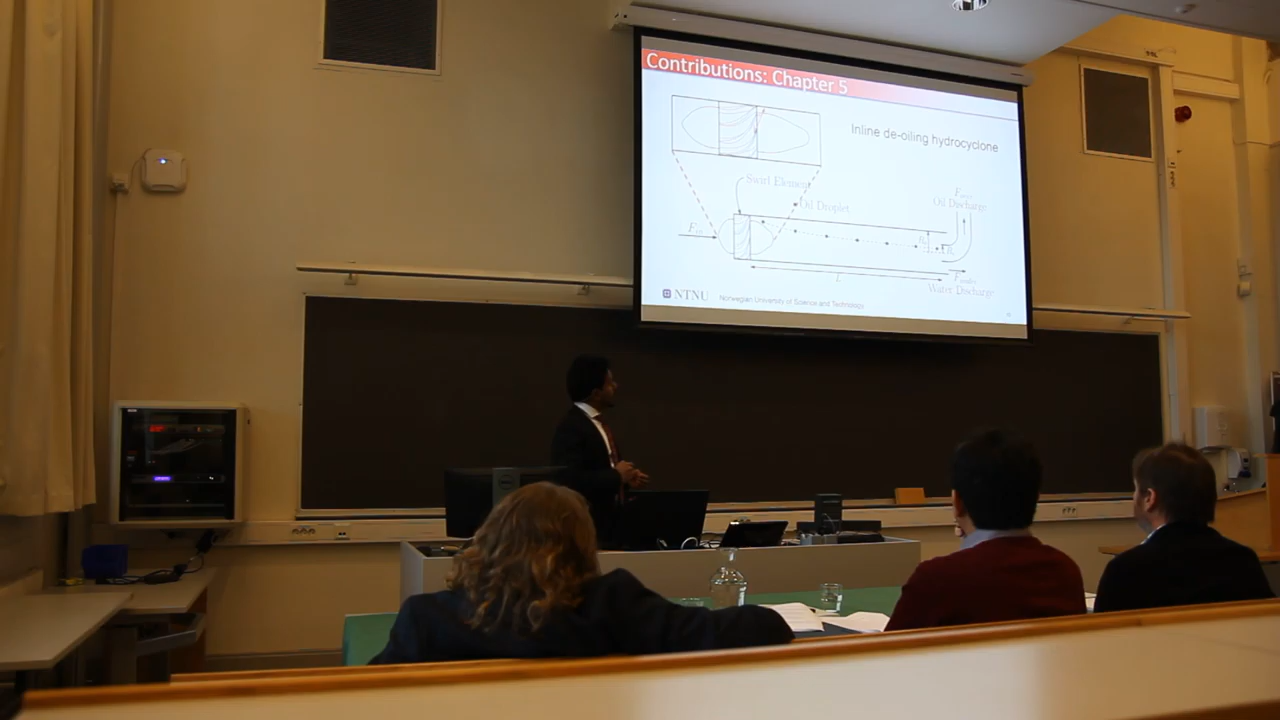 Contributions: Chapter 5
Inline de-oiling hydrocyclone
Swirl Element
Oil Droplet
Oil Discharge
F_in
L
Water Discharge
NTNU
Norwegian University of Science and Technology